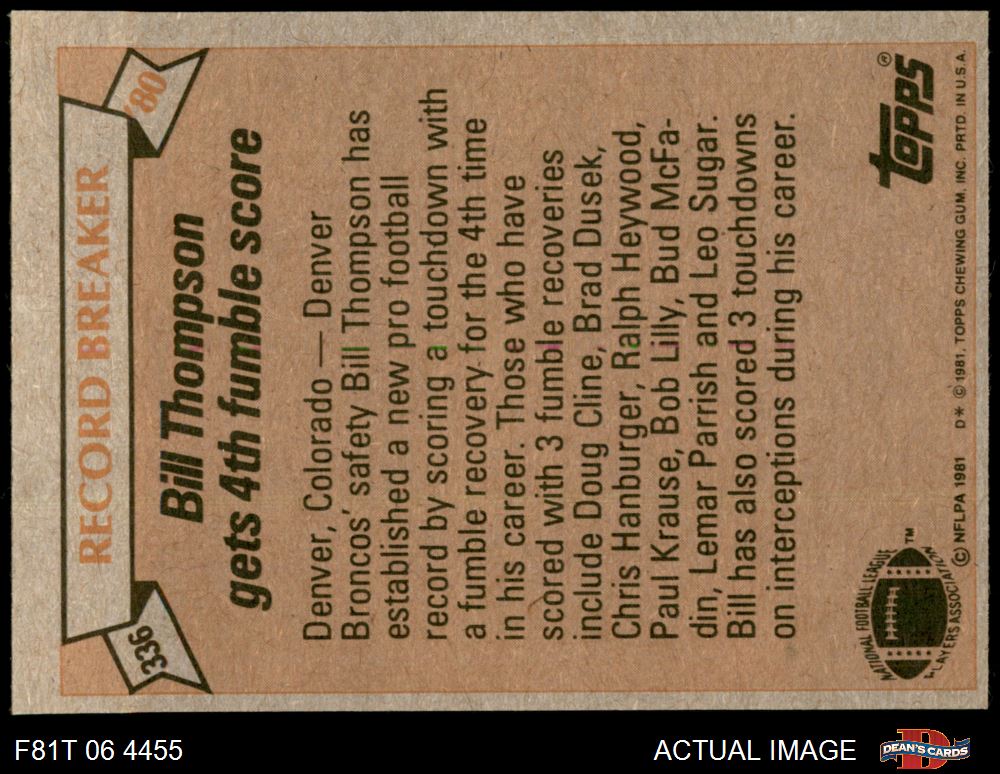 RECORD BREAKER
336
'80
Bill Thompson
gets 4th fumble score
Denver, Colorado — Denver
Broncos' safety Bill Thompson has
established a new pro football
record by scoring a touchdown with
a fumble recovery for the 4th time
in his career. Those who have
scored with 3 fumble recoveries
include Doug Cline, Brad Dusek,
Chris Hanburger, Ralph Heywood,
Paul Krause, Bob Lilly, Bud McFa-
din, Lemar Parrish and Leo Sugar.
Bill has also scored 3 touchdowns
on interceptions during his career.
NATIONAL FOOTBALL LEAGUE
PLAYERS ASSOCIATION
™
topps®
© NFLPA 1981 D* © 1981, TOPPS CHEWING GUM, INC. PRTD. IN U.S.A.
F81T 06 4455
ACTUAL IMAGE
DEAN'S CARDS